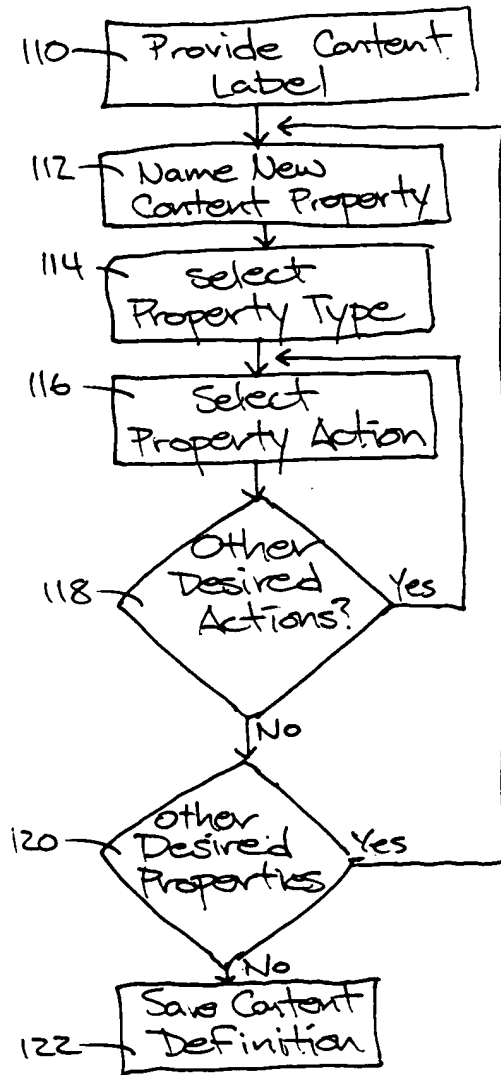 110
Provide Content
Label
112
Name New
Content Property
114
Select
Property Type
116
Select
Property Action
118
Other
Desired
Actions?
Yes
No
120
Other
Desired
Properties
Yes
No
122
Save Content
Definition